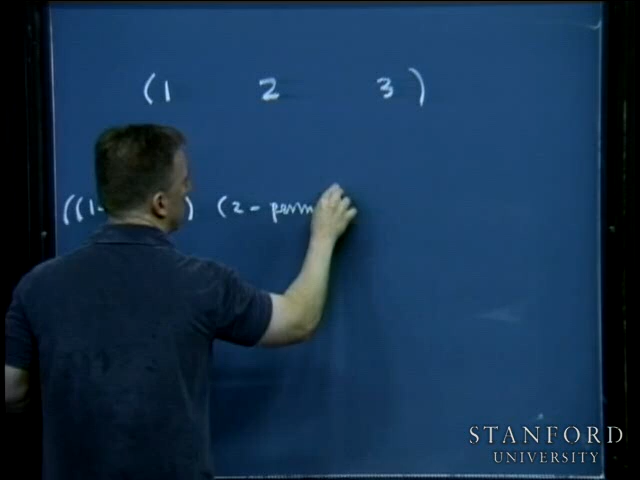 (1 2 3)
((1- ) (2 - perm
STANFORD
UNIVERSITY